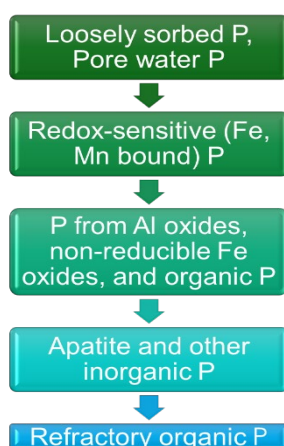 Loosely sorbed P,
Pore water P
Redox-sensitive (Fe,
Mn bound) P
P from Al oxides,
non-reducible Fe
oxides, and organic P
Apatite and other
inorganic P
Refractory organic P